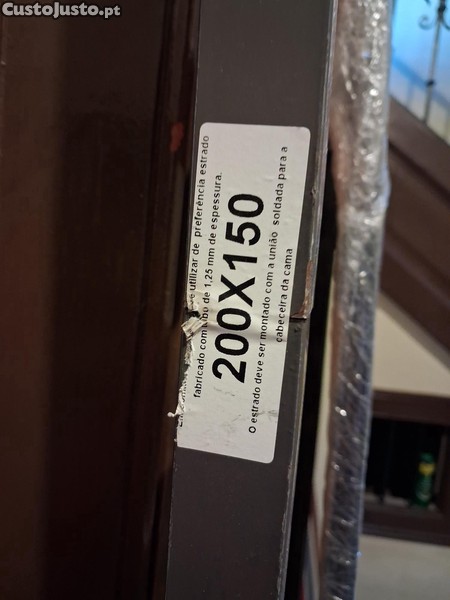 CustoJusto.pt
utilizar de preferência estrado
fabricado com tubo de 1,25 mm de espessura.
200X150
O estrado deve ser montado com a união soldada para a
cabeceira da cama